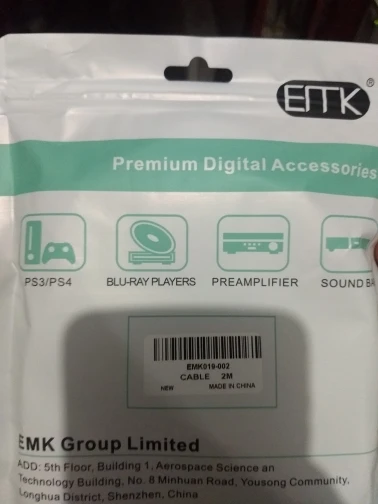 EMK®
Premium Digital Accessories
PS3/PS4 BLU-RAY PLAYERS PREAMPLIFIER SOUND BA
EMK019-002
CABLE 2M
NEW MADE IN CHINA
EMK Group Limited
ADD: 5th Floor, Building 1, Aerospace Science an
Technology Building, No. 8 Minhuan Road, Yousong Community,
Longhua District, Shenzhen, China